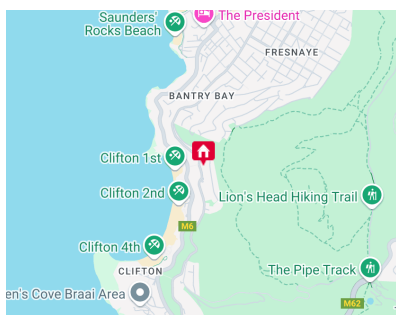 Saunders'
Rocks Beach
The President
FRESNAYE
BANTRY BAY
Clifton 1st
Clifton 2nd
Lion's Head Hiking Trail
M6
Clifton 4th
CLIFTON
The Pipe Track
en's Cove Braai Area
M62